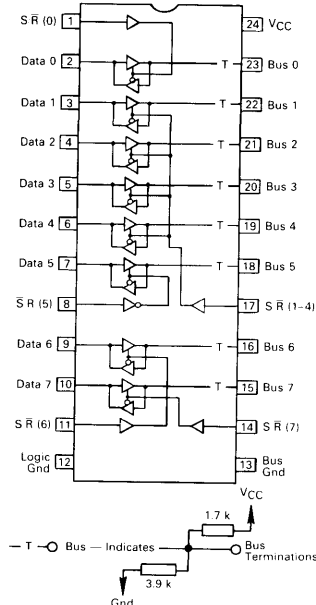 S R̅ (0) 1 24 VCC
Data 0 2 T 23 Bus 0
Data 1 3 T 22 Bus 1
Data 2 4 T 21 Bus 2
Data 3 5 T 20 Bus 3
Data 4 6 T 19 Bus 4
Data 5 7 T 18 Bus 5
S̅ R (5) 8 17 S R̅ (1-4)
Data 6 9 T 16 Bus 6
Data 7 10 T 15 Bus 7
S R̅ (6) 11 14 S R̅ (7)
Logic Gnd 12 13 Bus Gnd
VCC
1.7 k
— T —o Bus — Indicates Bus Terminations
3.9 k
Gnd